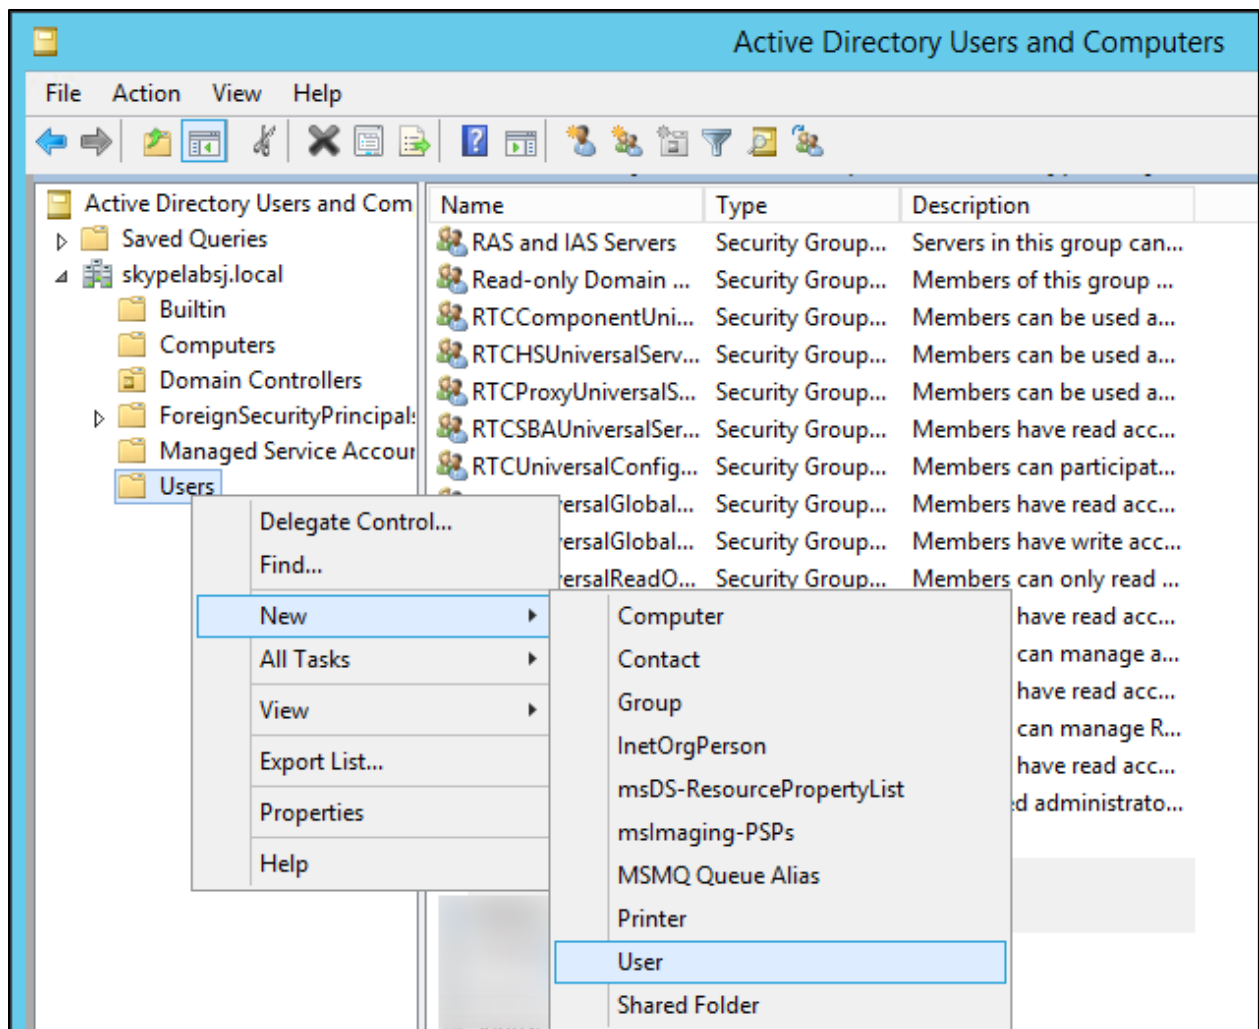 Active Directory Users and Computers
File Action View Help
Active Directory Users and Com
Saved Queries
skypelabsj.local
Builtin
Computers
Domain Controllers
ForeignSecurityPrincipals
Managed Service Accour
Users
Name Type Description
RAS and IAS Servers Security Group... Servers in this group can...
Read-only Domain ... Security Group... Members of this group ...
RTCComponentUni... Security Group... Members can be used a...
RTCHSUniversalServ... Security Group... Members can be used a...
RTCProxyUniversalS... Security Group... Members can be used a...
RTCSBAUniversalSer... Security Group... Members have read acc...
RTCUniversalConfig... Security Group... Members can participat...
ersalGlobal... Security Group... Members have read acc...
ersalGlobal... Security Group... Members have write acc...
ersalReadO... Security Group... Members can only read ...
have read acc...
can manage a...
have read acc...
can manage R...
have read acc...
d administrato...
Delegate Control...
Find...
New
All Tasks
View
Export List...
Properties
Help
Computer
Contact
Group
InetOrgPerson
msDS-ResourcePropertyList
msImaging-PSPs
MSMQ Queue Alias
Printer
User
Shared Folder